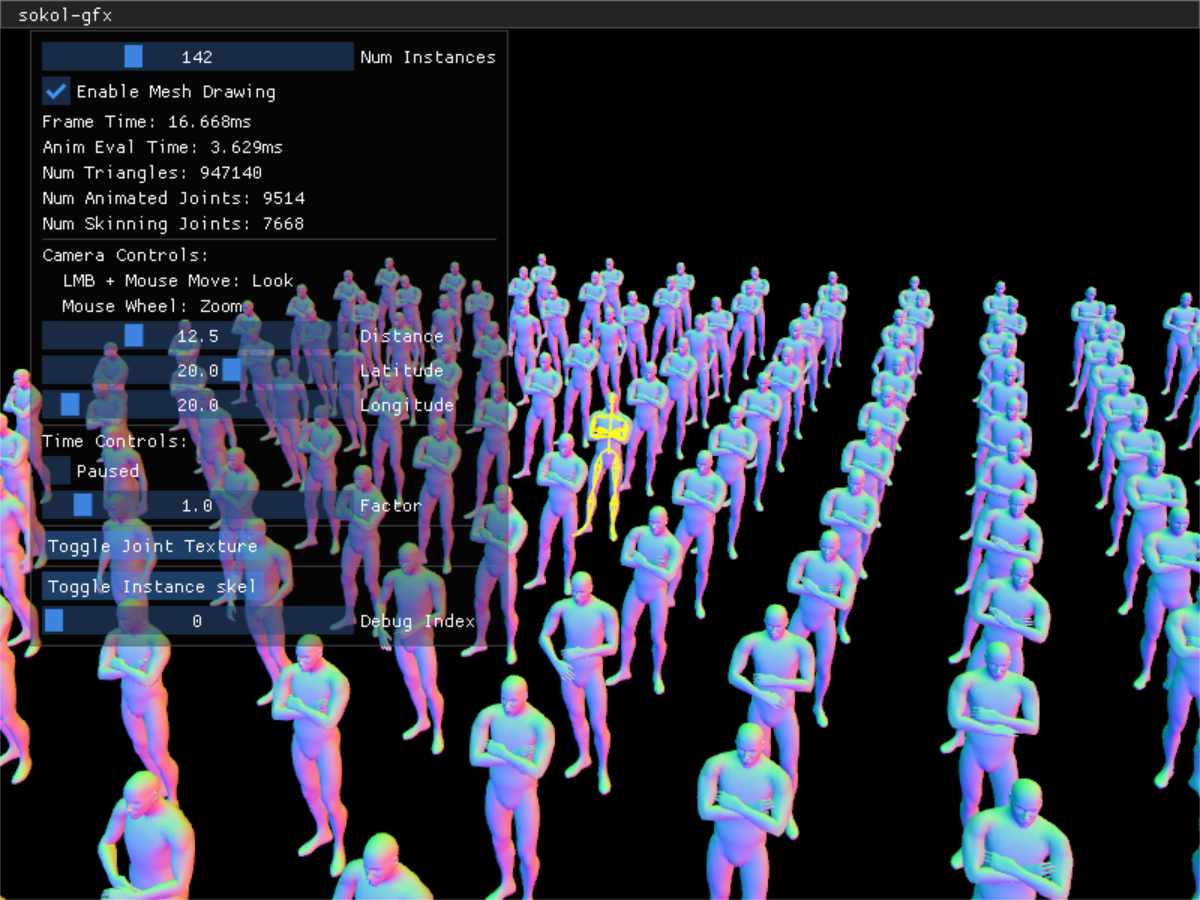 sokol-gfx
142 Num Instances
Enable Mesh Drawing
Frame Time: 16.668ms
Anim Eval Time: 3.629ms
Num Triangles: 947140
Num Animated Joints: 9514
Num Skinning Joints: 7668
Camera Controls:
LMB + Mouse Move: Look
Mouse Wheel: Zoom
12.5 Distance
20.0 Latitude
20.0 Longitude
Time Controls:
Paused
1.0 Factor
Toggle Joint Texture
Toggle Instance skel
0 Debug Index